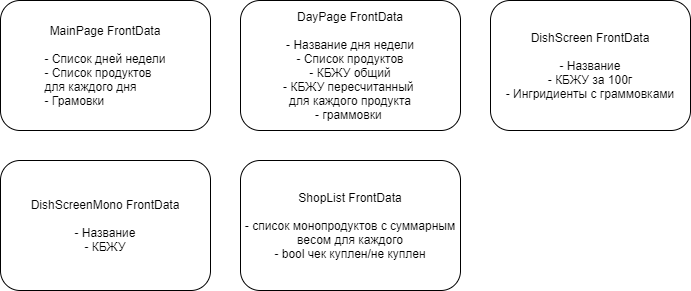 MainPage FrontData
- Список дней недели
- Список продуктов
для каждого дня
- Грамовки
DayPage FrontData
- Название дня недели
- Список продуктов
- КБЖУ общий
- КБЖУ пересчитанный
для каждого продукта
- граммовки
DishScreen FrontData
- Название
- КБЖУ за 100г
- Ингридиенты с граммовками
DishScreenMono FrontData
- Название
- КБЖУ
ShopList FrontData
- список монопродуктов с суммарным
весом для каждого
- bool чек куплен/не куплен